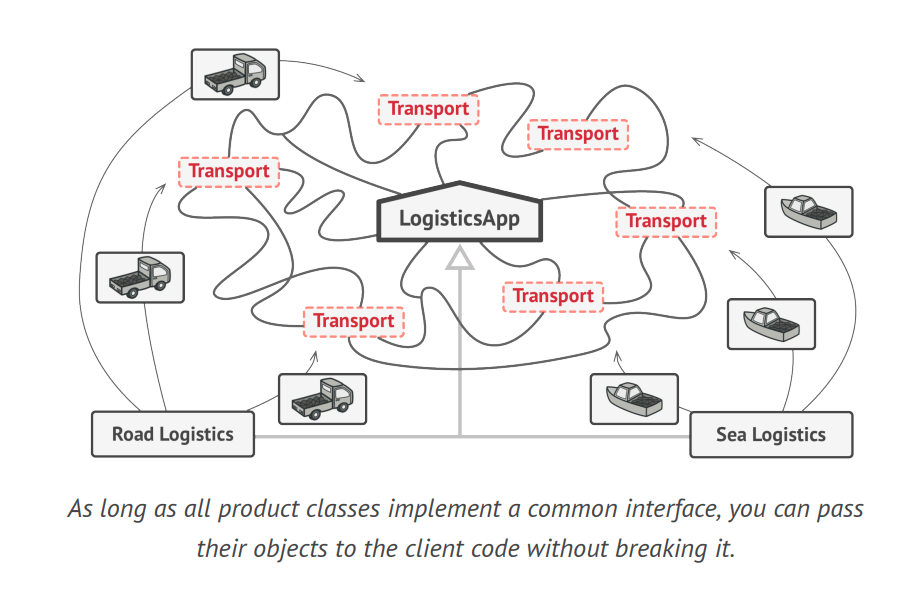 Transport
Transport
Transport
LogisticsApp
Transport
Transport
Transport
Road Logistics
Sea Logistics
As long as all product classes implement a common interface, you can pass
their objects to the client code without breaking it.